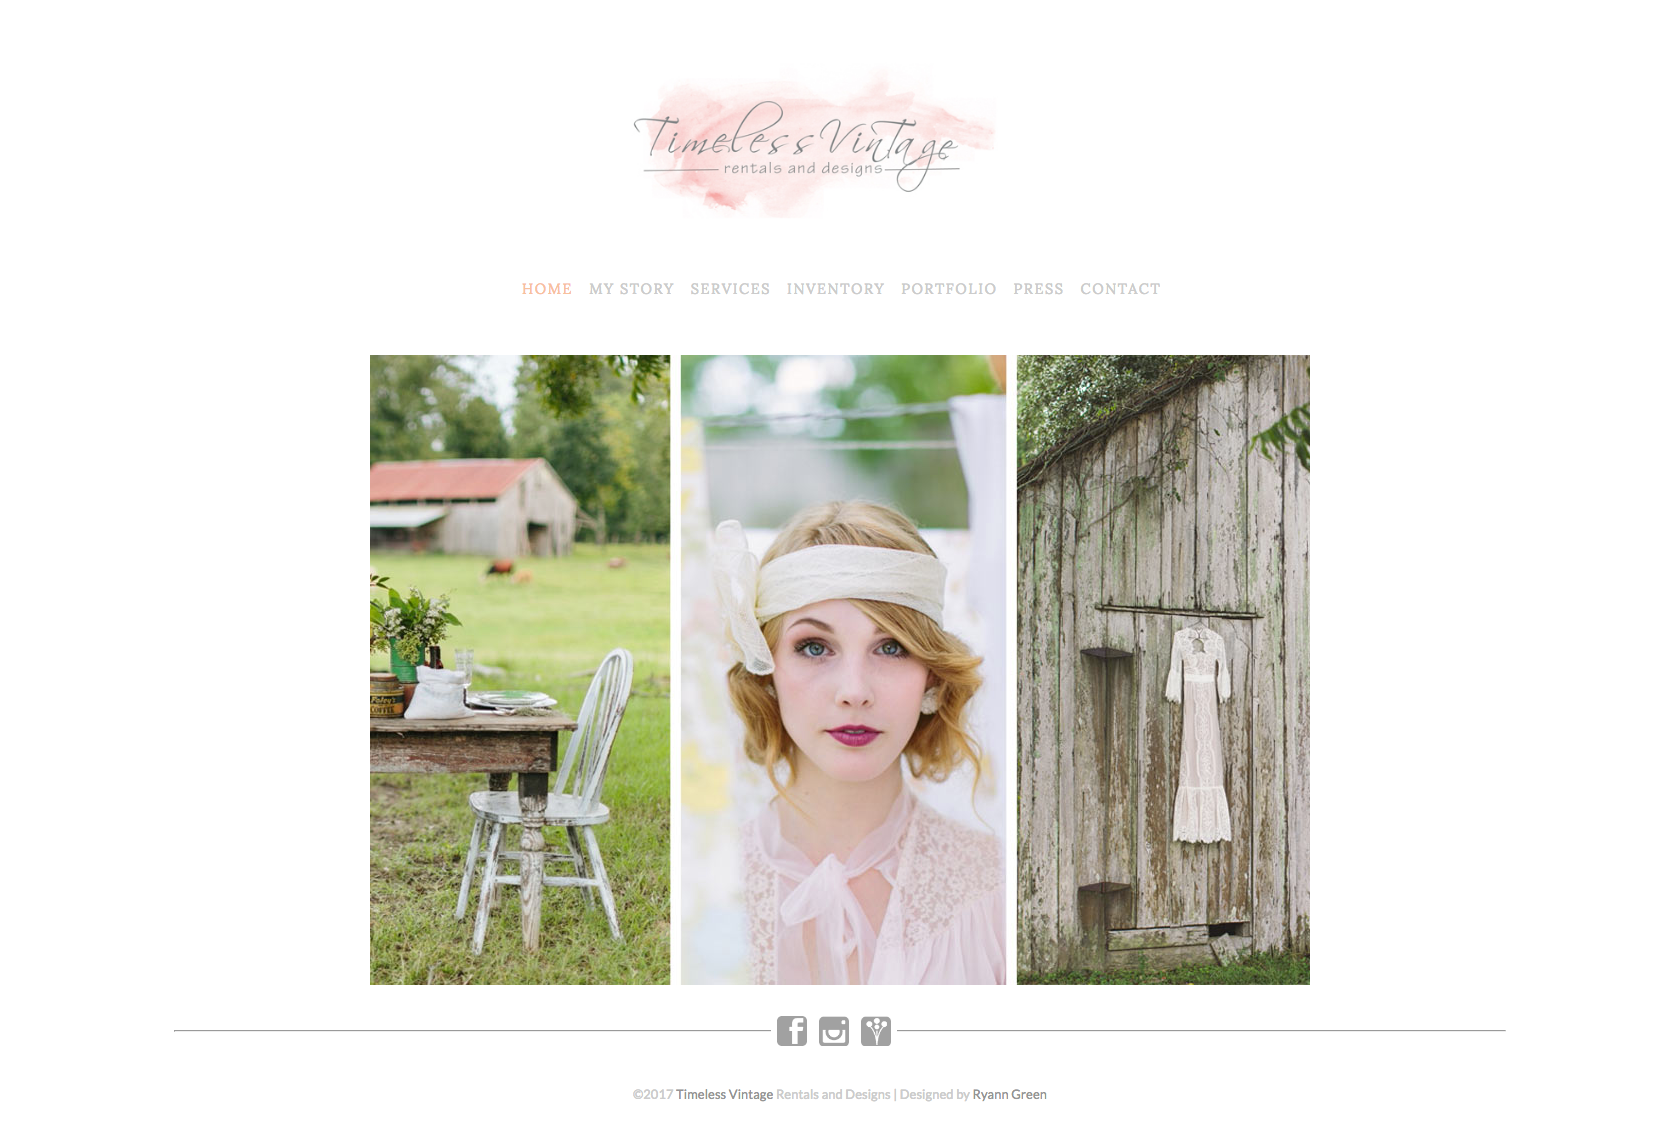 Timeless Vintage
rentals and designs
HOME MY STORY SERVICES INVENTORY PORTFOLIO PRESS CONTACT
COFFEE
©2017 Timeless Vintage Rentals and Designs | Designed by Ryann Green